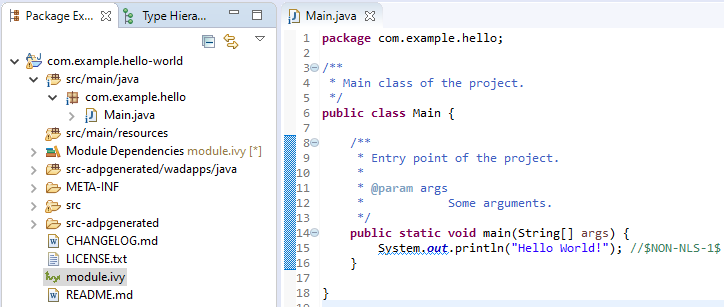 Package Ex...
Type Hiera...
com.example.hello-world
src/main/java
com.example.hello
Main.java
src/main/resources
Module Dependencies module.ivy [*]
src-adpgenerated/wadapps/java
META-INF
src
src-adpgenerated
CHANGELOG.md
LICENSE.txt
module.ivy
README.md
Main.java
1 package com.example.hello;
2
3 /**
4  * Main class of the project.
5  */
6 public class Main {
7
8     /**
9      * Entry point of the project.
10      *
11      * @param args
12      *            Some arguments.
13      */
14     public static void main(String[] args) {
15         System.out.println("Hello World!"); //$NON-NLS-1$
16     }
17
18 }